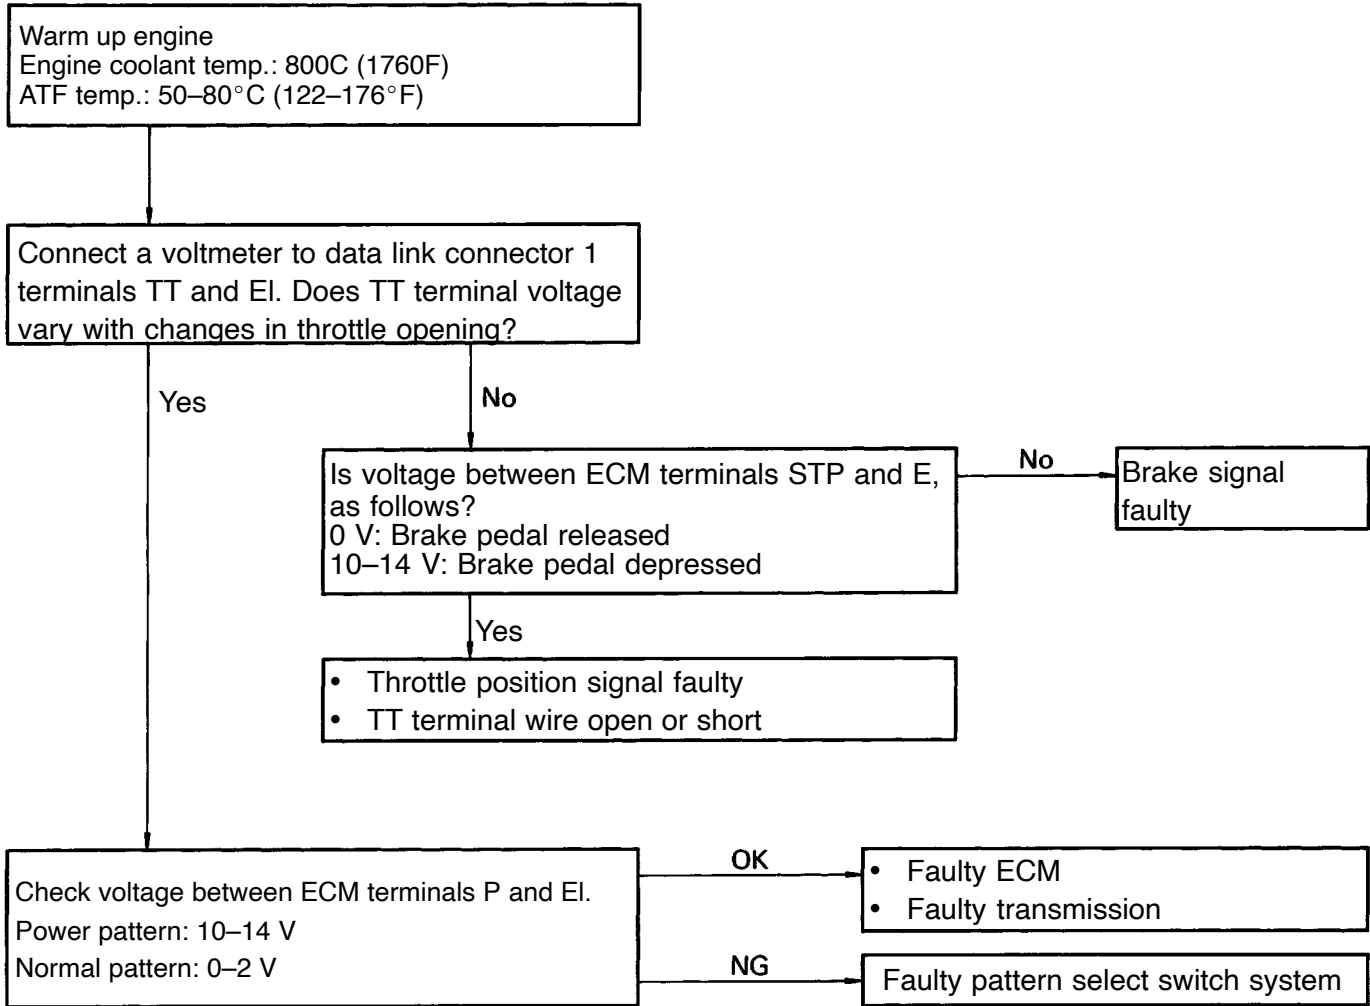 Warm up engine
Engine coolant temp.: 800C (1760F)
ATF temp.: 50–80°C (122–176°F)
Connect a voltmeter to data link connector 1
terminals TT and El. Does TT terminal voltage
vary with changes in throttle opening?
Yes
No
Is voltage between ECM terminals STP and E,
as follows?
0 V: Brake pedal released
10–14 V: Brake pedal depressed
No
Brake signal
faulty
Yes
• Throttle position signal faulty
• TT terminal wire open or short
Check voltage between ECM terminals P and El.
Power pattern: 10–14 V
Normal pattern: 0–2 V
OK
• Faulty ECM
• Faulty transmission
NG
Faulty pattern select switch system